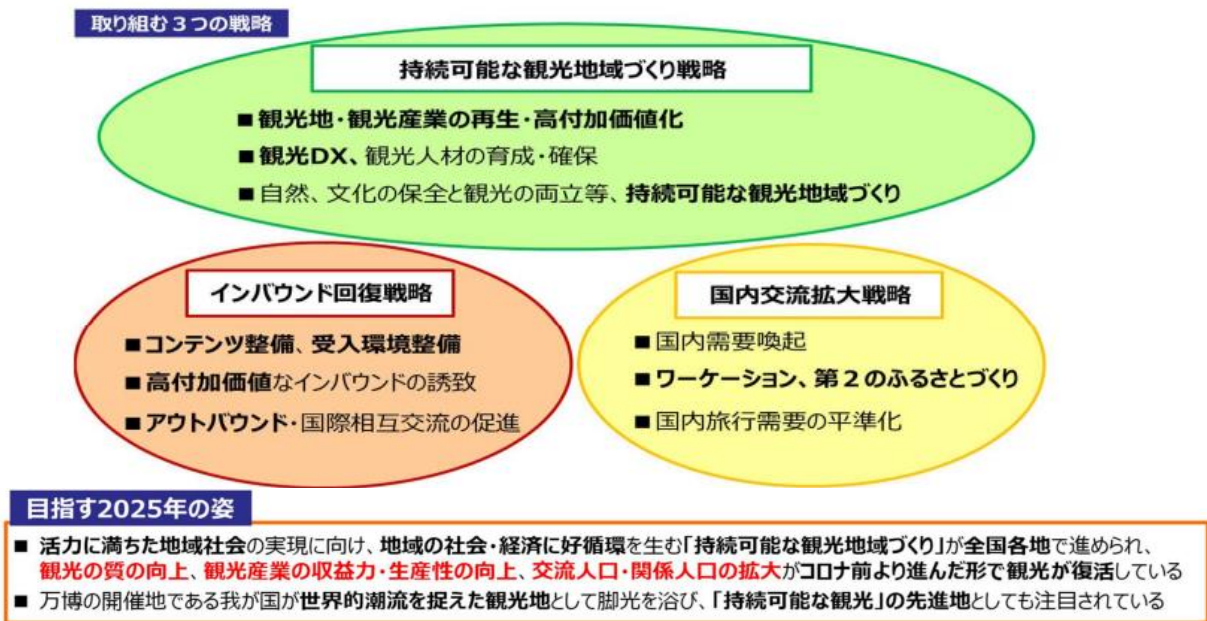 取り組む3つの戦略
持続可能な観光地域づくり戦略
■観光地・観光産業の再生・高付加価値化
■観光DX、観光人材の育成・確保
■自然、文化の保全と観光の両立等、持続可能な観光地域づくり
インバウンド回復戦略
■コンテンツ整備、受入環境整備
■高付加価値なインバウンドの誘致
■アウトバウンド・国際相互交流の促進
国内交流拡大戦略
■国内需要喚起
■ワーケーション、第2のふるさとづくり
■国内旅行需要の平準化
目指す2025年の姿
■ 活力に満ちた地域社会の実現に向け、地域の社会・経済に好循環を生む「持続可能な観光地域づくり」が全国各地で進められ、
観光の質の向上、観光産業の収益力・生産性の向上、交流人口・関係人口の拡大がコロナ前より進んだ形で観光が復活している
■ 万博の開催地である我が国が世界的潮流を捉えた観光地として脚光を浴び、「持続可能な観光」の先進地としても注目されている